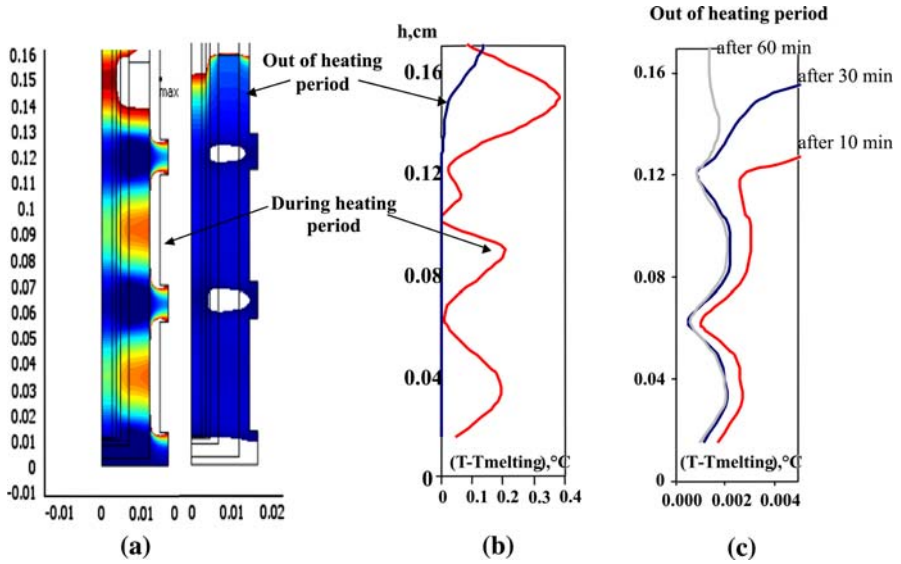 0.16
0.15
0.14
0.13
0.12
0.11
0.1
0.09
0.08
0.07
0.06
0.05
0.04
0.03
0.02
0.01
0
-0.01
-0.01 0 0.01 0 0.01 0.02
max
(a)
Out of heating
period
During heating
period
h,cm
0.16
0.12
0.08
0.04
0
(T-Tmelting),°C
0 0.1 0.2 0.3 0.4
(b)
Out of heating period
after 60 min
after 30 min
after 10 min
0.16
0.12
0.08
0.04
(T-Tmelting),°C
0.000 0.002 0.004
(c)